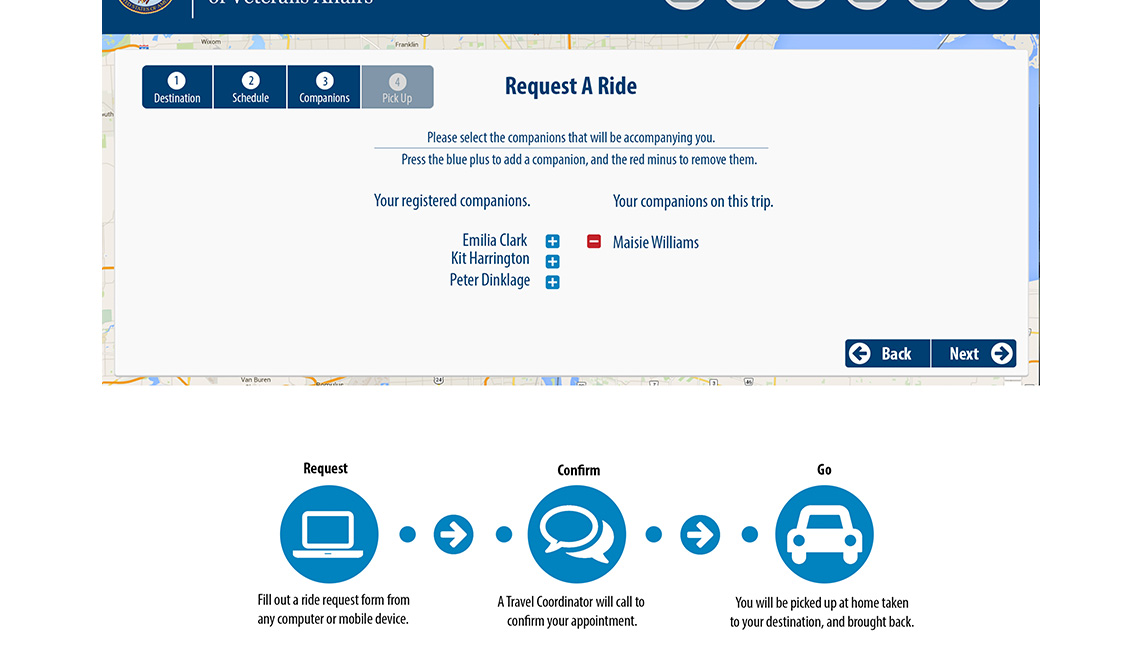 of Veterans Affairs
Wixom
Franklin
1
2
3
4
Destination
Schedule
Companions
Pick Up
Request A Ride
Please select the companions that will be accompanying you.
Press the blue plus to add a companion, and the red minus to remove them.
Your registered companions.
Your companions on this trip.
Emilia Clark
Maisie Williams
Kit Harrington
Peter Dinklage
Back
Next
Van Buren
24
Request
Confirm
Go
Fill out a ride request form from
any computer or mobile device.
A Travel Coordinator will call to
confirm your appointment.
You will be picked up at home taken
to your destination, and brought back.